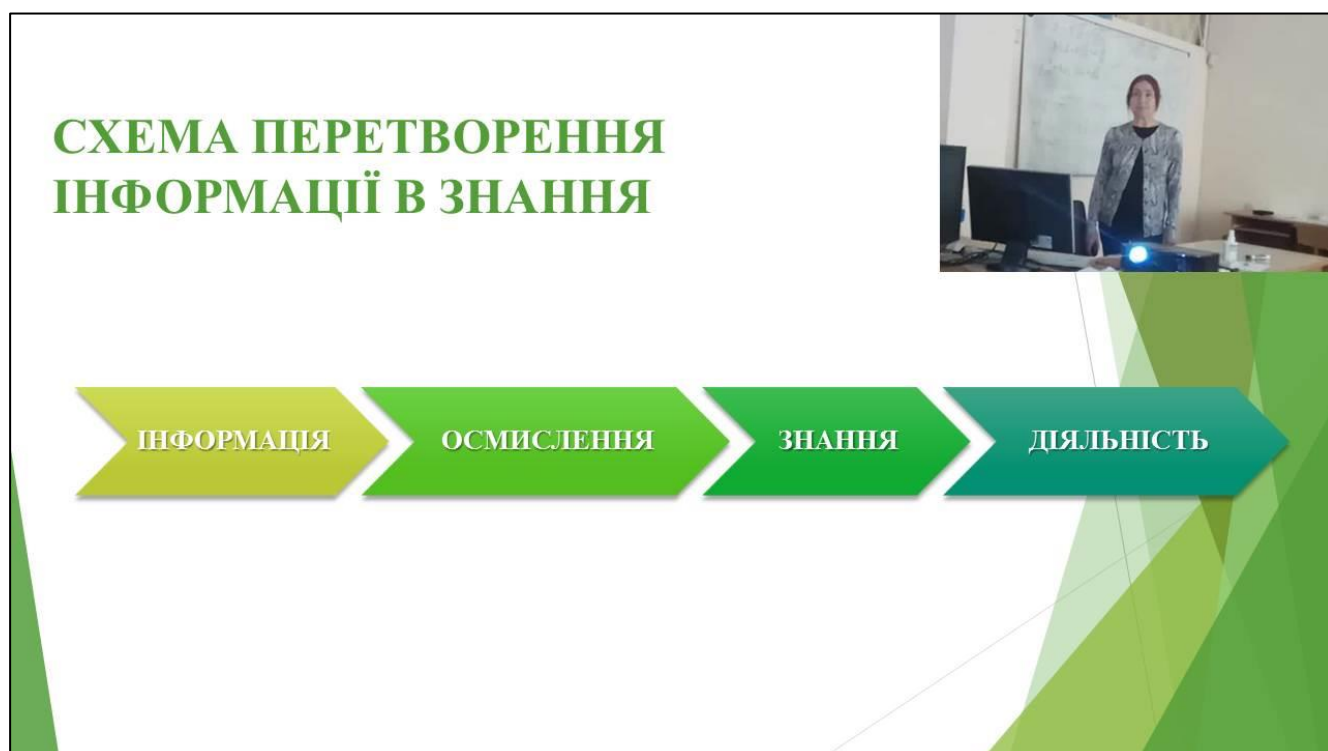 СХЕМА ПЕРЕТВОРЕННЯ
ІНФОРМАЦІЇ В ЗНАННЯ
ІНФОРМАЦІЯ
ОСМИСЛЕННЯ
ЗНАННЯ
ДІЯЛЬНІСТЬ